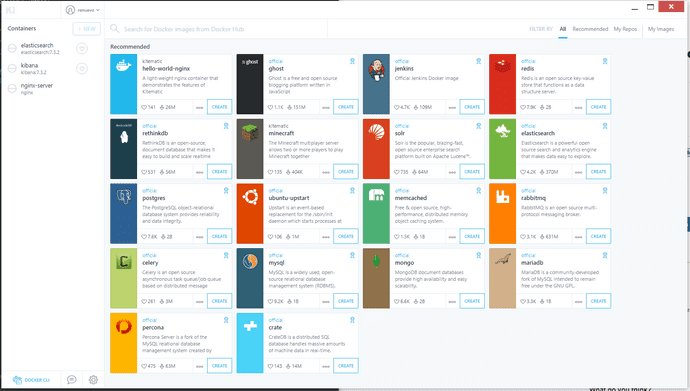 Containers
+ NEW
elasticsearch
elasticsearch:7.3.2
kibana
kibana:7.3.2
nginx-server
nginx
DOCKER CLI
Search for Docker images from Docker Hub
FILTER BY
All
Recommended
My Repos
My Images
Recommended
kitematic
hello-world-nginx
A light-weight nginx container that
demonstrates the features of
Kitematic
141
26M
CREATE
official
ghost
Ghost is a free and open source
blogging platform written in
JavaScript
1.1K
151M
CREATE
official
jenkins
Official Jenkins Docker image
4.7K
109M
CREATE
official
redis
Redis is an open source key-value
store that functions as a data
structure server.
7.9K
2B
CREATE
official
rethinkdb
RethinkDB is an open-source,
document database that makes it
easy to build and scale realtime
531
56M
CREATE
kitematic
minecraft
The Minecraft multiplayer server
allows two or more players to play
Minecraft together
135
404K
CREATE
official
solr
Solr is the popular, blazing-fast,
open source enterprise search
platform built on Apache Lucene™.
735
64M
CREATE
official
elasticsearch
Elasticsearch is a powerful open
source search and analytics engine
that makes data easy to explore.
4.2K
370M
CREATE
official
postgres
The PostgreSQL object-relational
database system provides reliability
and data integrity.
7.6K
2B
CREATE
official
ubuntu-upstart
Upstart is an event-based
replacement for the /sbin/init
daemon which starts processes at
106
1M
CREATE
official
memcached
Free & open source, high-
performance, distributed memory
object caching system.
1.5K
1B
CREATE
official
rabbitmq
RabbitMQ is an open source multi-
protocol messaging broker.
3.1K
631M
CREATE
official
celery
Celery is an open source
asynchronous task queue/job queue
based on distributed message
261
3M
CREATE
official
mysql
MySQL is a widely used, open-
source relational database
management system (RDBMS).
9.2K
1B
CREATE
official
mongo
MongoDB document databases
provide high availability and easy
scalability.
6.6K
2B
CREATE
official
mariadb
MariaDB is a community-developed
fork of MySQL intended to remain
free under the GNU GPL.
CREATE
official
percona
Percona Server is a fork of the
MySQL relational database
management system created by
475
63M
CREATE
official
crate
CrateDB is a distributed SQL
database handles massive amounts
of machine data in real-time.
143
14M
CREATE